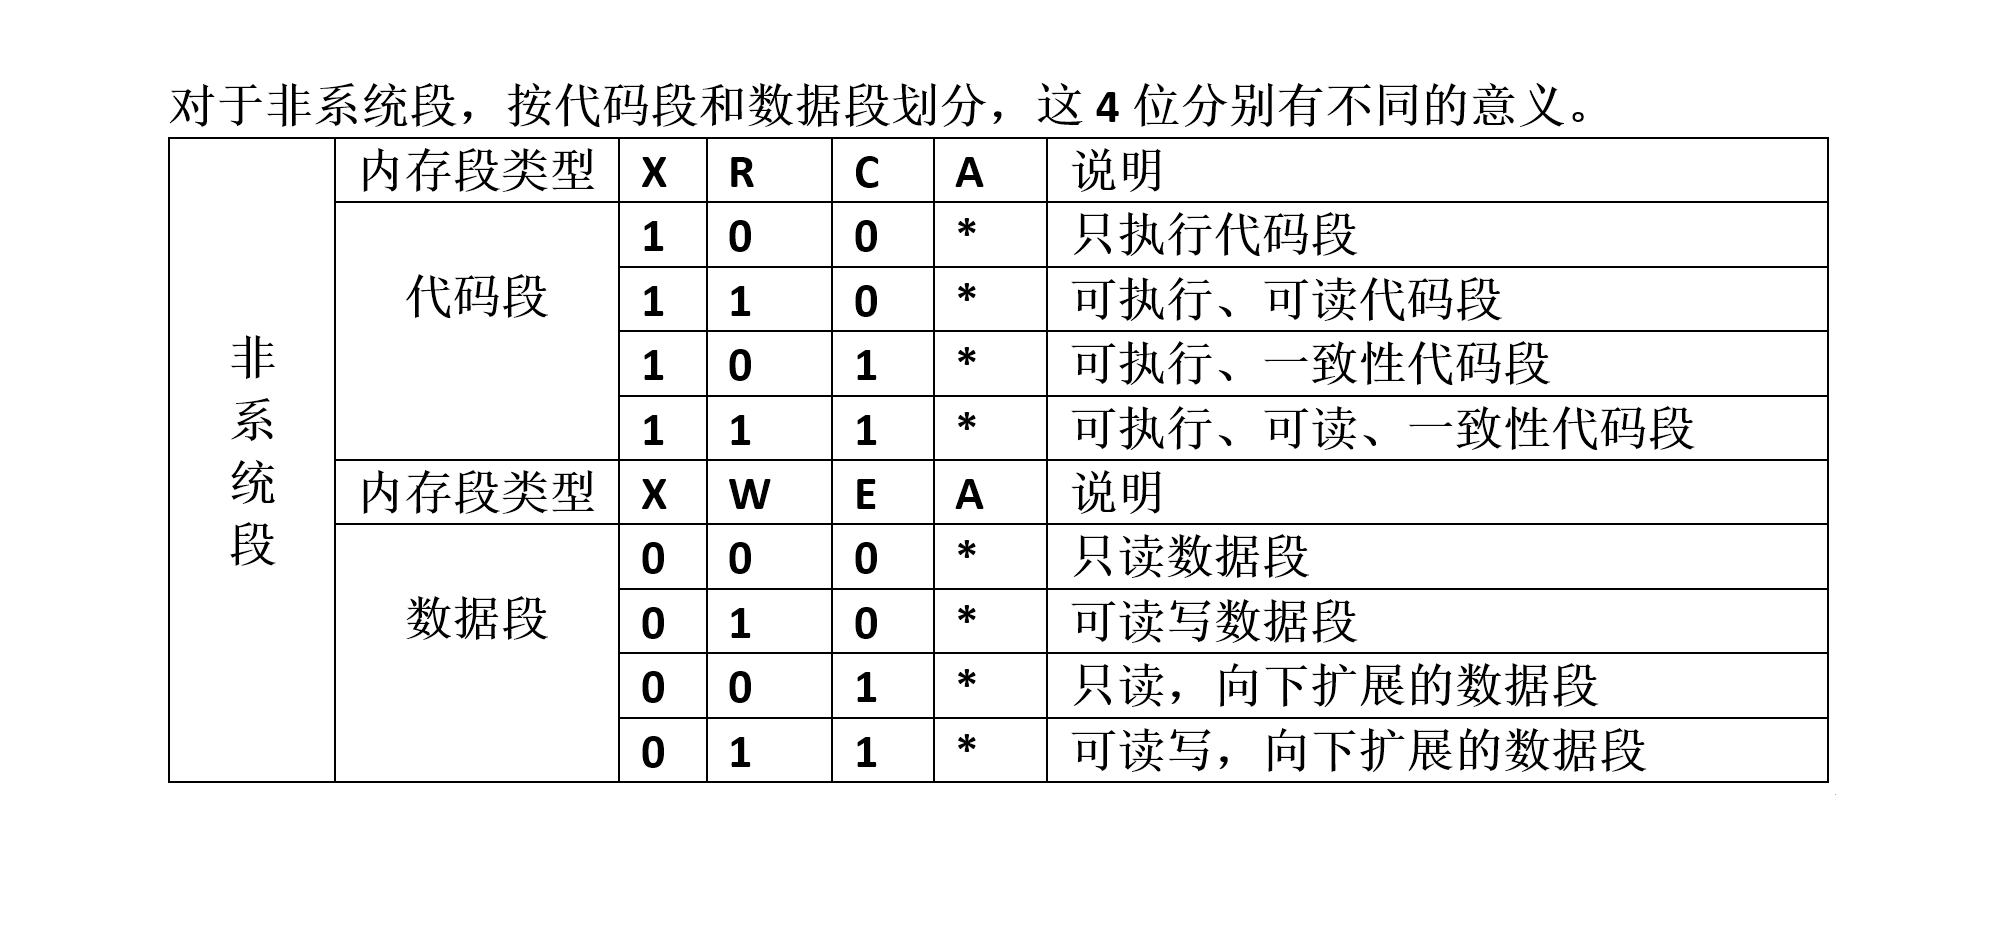 对于非系统段，按代码段和数据段划分，这 4 位分别有不同的意义。
非系统段
内存段类型 X R C A 说明
代码段
1 0 0 * 只执行代码段
1 1 0 * 可执行、可读代码段
1 0 1 * 可执行、一致性代码段
1 1 1 * 可执行、可读、一致性代码段
内存段类型 X W E A 说明
数据段
0 0 0 * 只读数据段
0 1 0 * 可读写数据段
0 0 1 * 只读，向下扩展的数据段
0 1 1 * 可读写，向下扩展的数据段